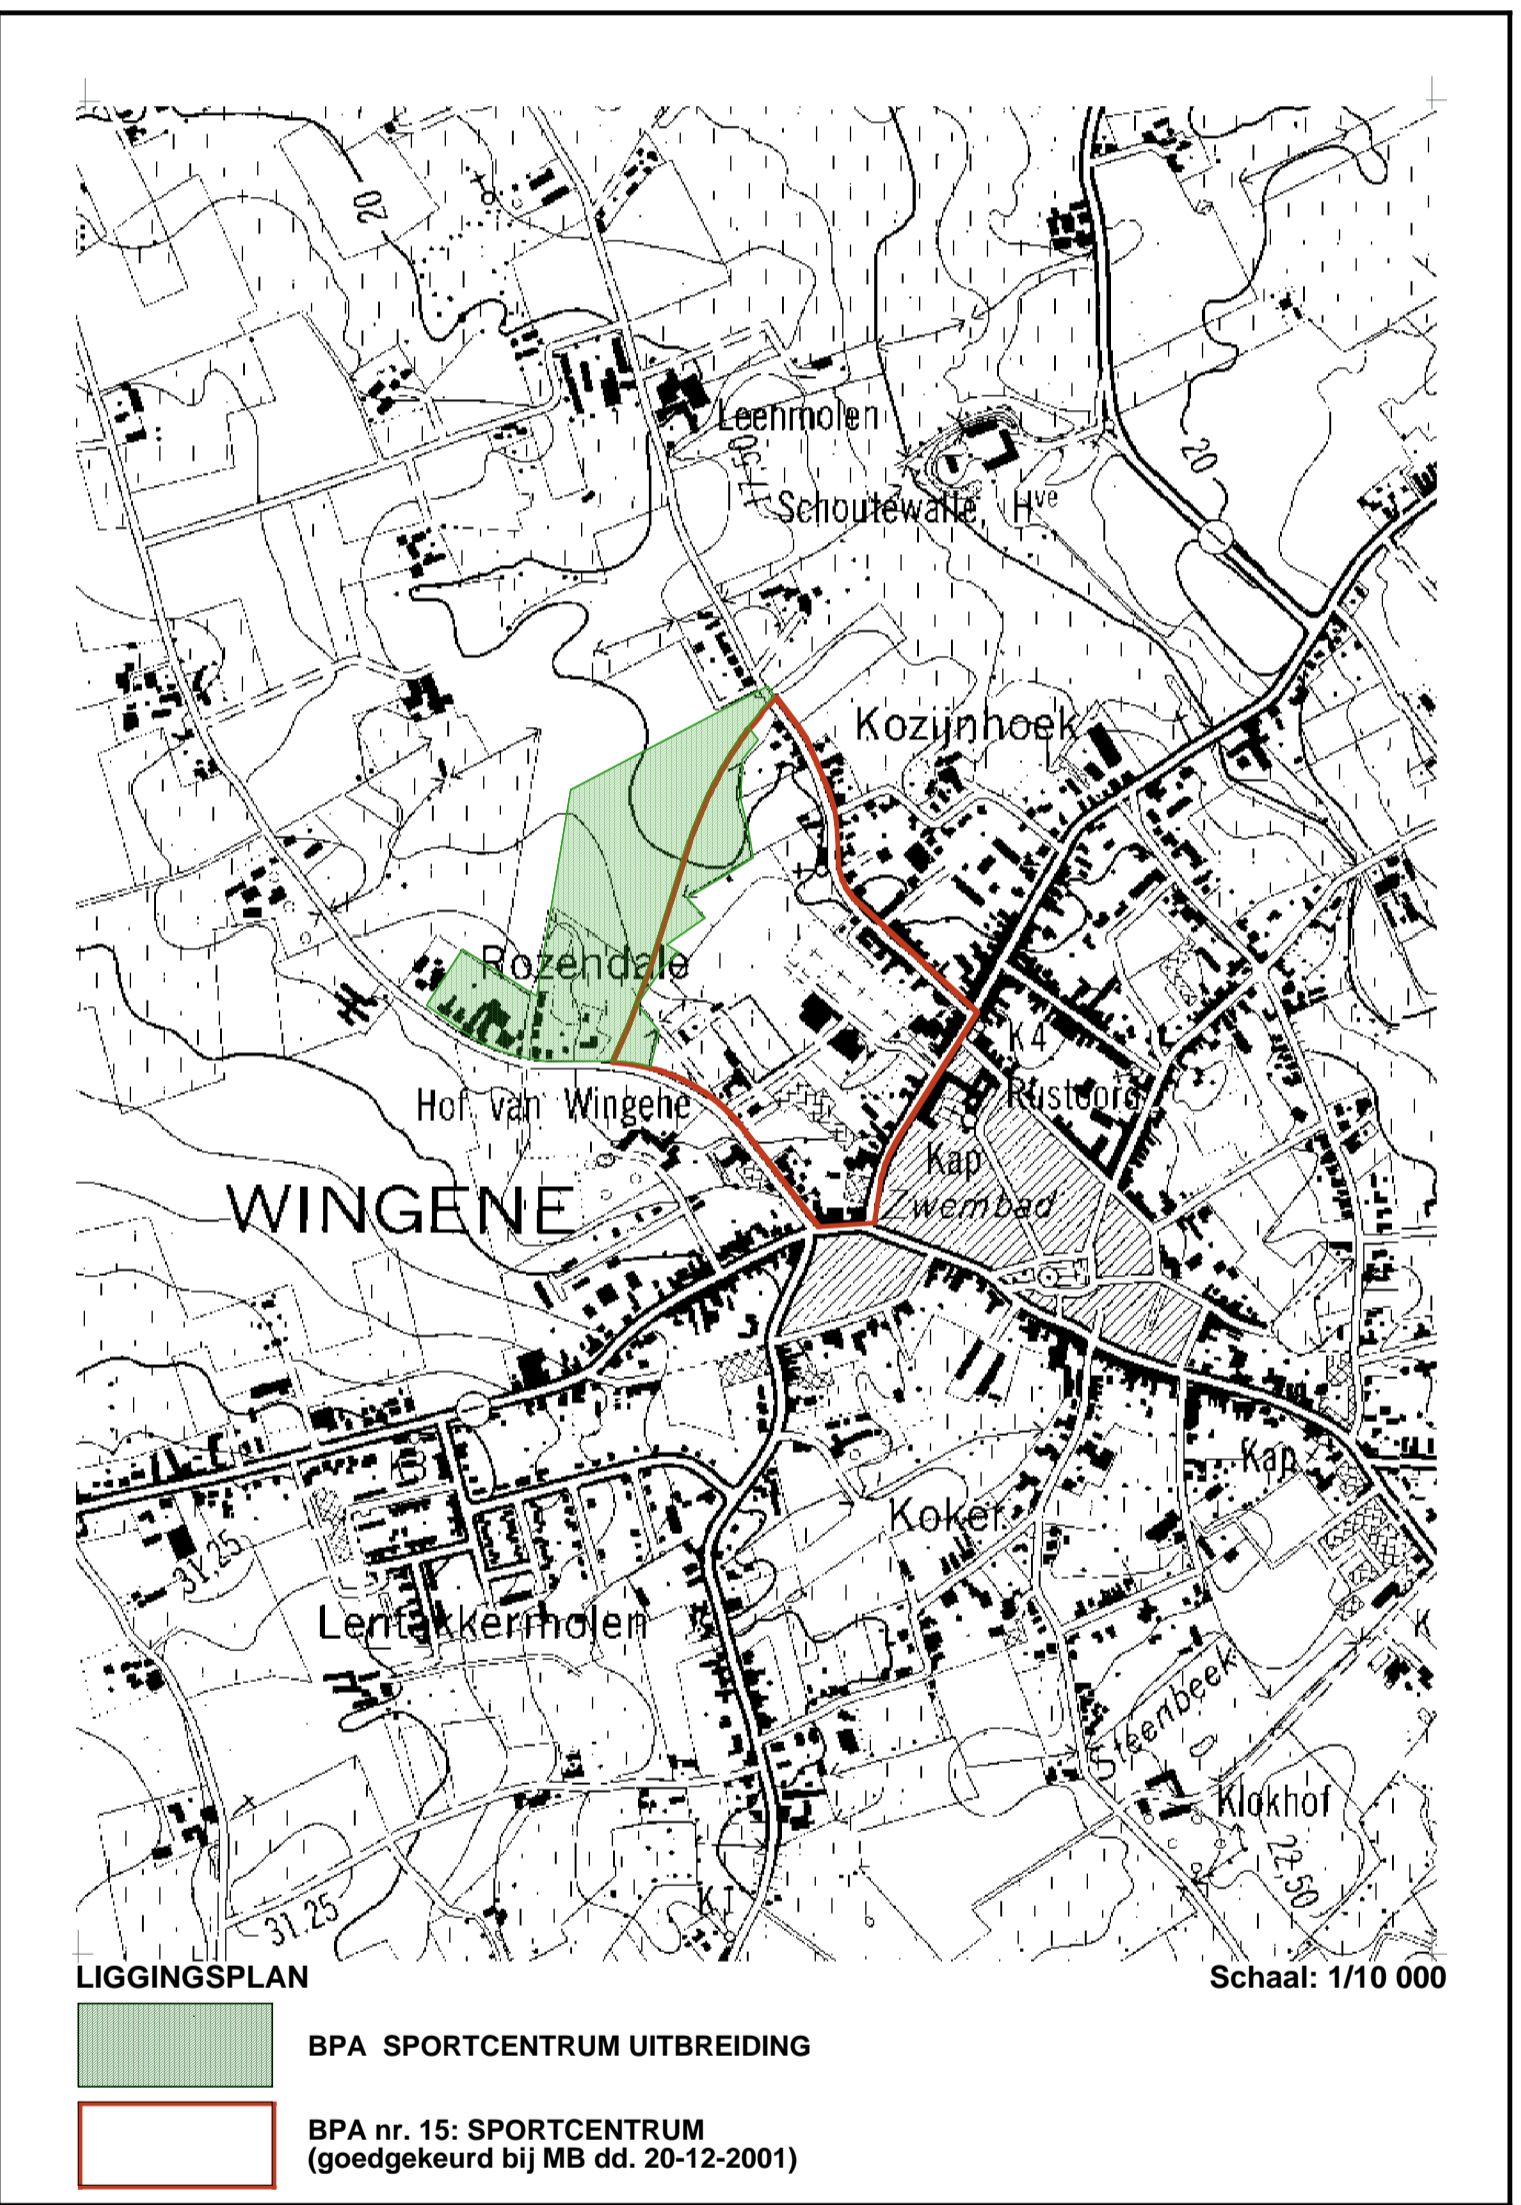 20
Leenmolen
17-50
Schoutewalle, Hve
20
Kozijnhoek
Rozendale
K4
Rustoord
Hof van Wingene
Kap
WINGENE
Zwembad
Kap
K3
Koker
31.25
Lentakkermolen
K
Steenbeek
Klokhof
22,50
K1
31.25
LIGGINGSPLAN
Schaal: 1/10 000
BPA SPORTCENTRUM UITBREIDING
BPA nr. 15: SPORTCENTRUM
(goedgekeurd bij MB dd. 20-12-2001)